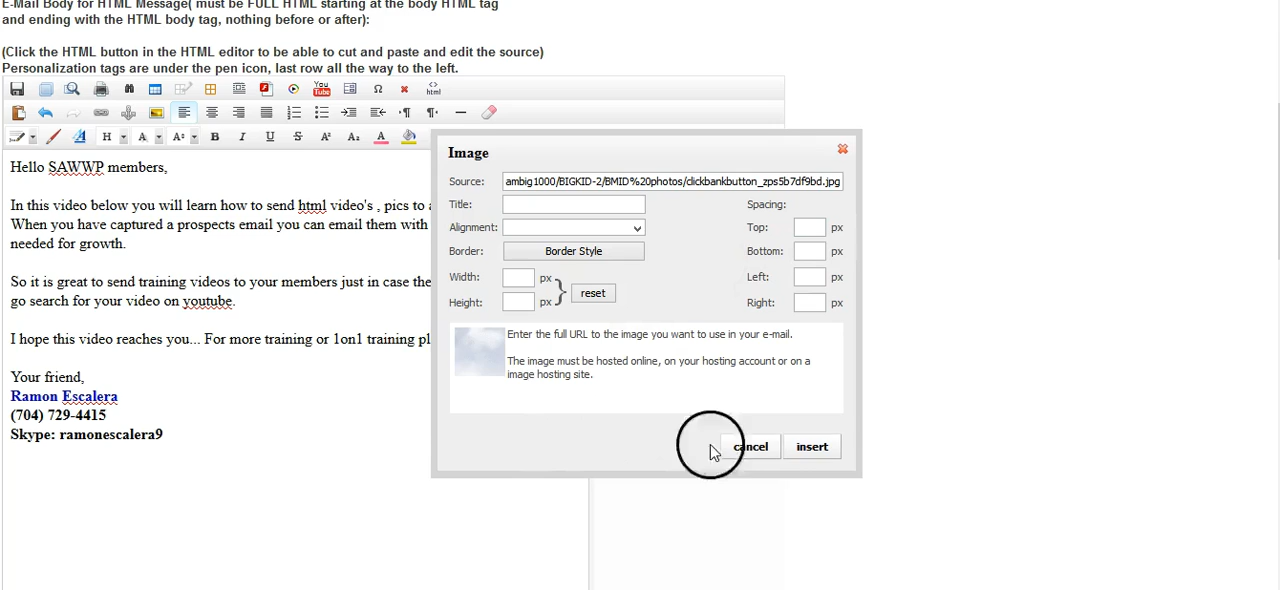 E-Mail Body for HTML Message( must be FULL HTML starting at the body HTML tag
and ending with the HTML body tag, nothing before or after):
(Click the HTML button in the HTML editor to be able to cut and paste and edit the source)
Personalization tags are under the pen icon, last row all the way to the left.
You Tube
html
H A A B I U S A A₂ A
Hello SAWWP members,
In this video below you will learn how to send html video's , pics to
When you have captured a prospects email you can email them with
needed for growth.
So it is great to send training videos to your members just in case the
go search for your video on youtube.
I hope this video reaches you... For more training or 1on1 training pl
Your friend,
Ramon Escalera
(704) 729-4415
Skype: ramonescalera9
Image
Source: ambig1000/BIGKID-2/BMID%20photos/clickbankbutton_zps5b7df9bd.jpg
Title: Spacing:
Alignment: Top: px
Border: Border Style Bottom: px
Width: px Left: px
reset
Height: px Right: px
Enter the full URL to the image you want to use in your e-mail.
The image must be hosted online, on your hosting account or on a
image hosting site.
cancel insert